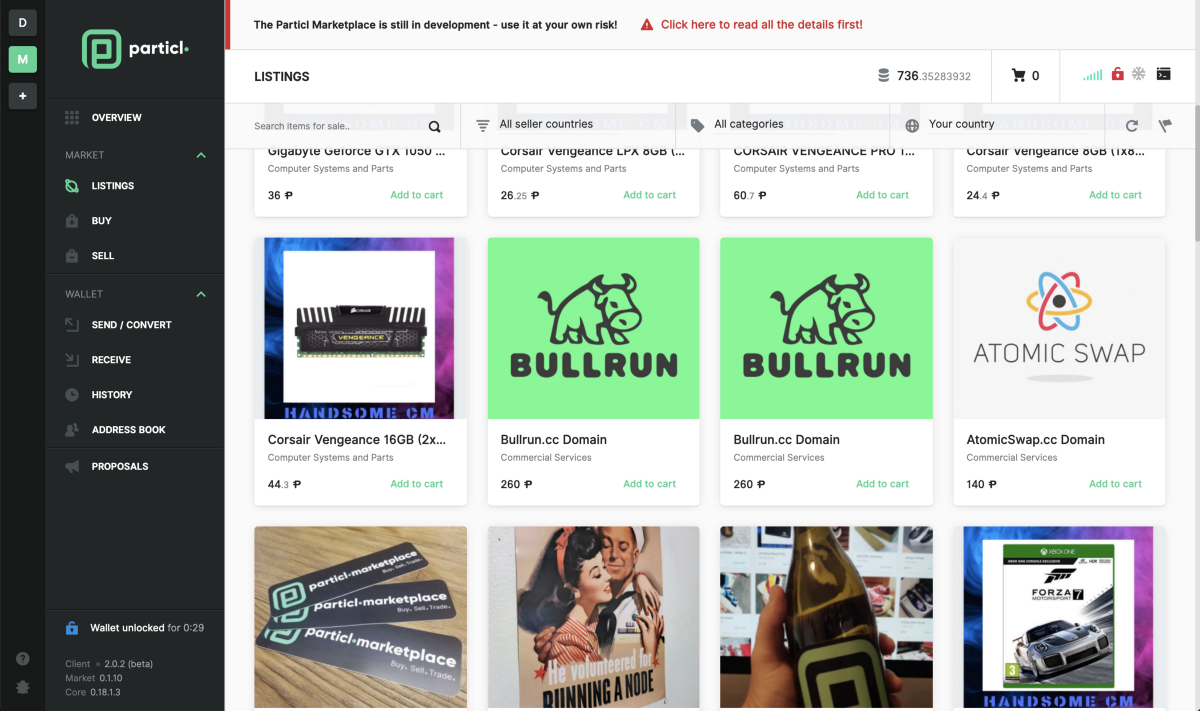 D
M
+
particl
OVERVIEW
MARKET
LISTINGS
BUY
SELL
WALLET
SEND / CONVERT
RECEIVE
HISTORY
ADDRESS BOOK
PROPOSALS
Wallet unlocked for 0:29
Client 2.0.2 (beta)
Market 0.1.10
Core 0.18.1.3
?
The Particl Marketplace is still in development - use it at your own risk!
Click here to read all the details first!
LISTINGS
736.35283932
0
Search items for sale..
All seller countries
All categories
Your country
Gigabyte Geforce GTX 1050 ...
Computer Systems and Parts
36 ₱
Add to cart
Corsair Vengeance LPX 8GB (...
Computer Systems and Parts
26.25 ₱
Add to cart
CORSAIR VENGEANCE PRO 1...
Computer Systems and Parts
60.7 ₱
Add to cart
Corsair Vengeance 8GB (1x8...
Computer Systems and Parts
24.4 ₱
Add to cart
VENGEANCE
HANDSOME CM
Corsair Vengeance 16GB (2x...
Computer Systems and Parts
44.3 ₱
Add to cart
BULLRUN
Bullrun.cc Domain
Commercial Services
260 ₱
Add to cart
BULLRUN
Bullrun.cc Domain
Commercial Services
260 ₱
Add to cart
ATOMIC SWAP
AtomicSwap.cc Domain
Commercial Services
140 ₱
Add to cart
particl·marketplace
Buy. Sell. Trade.
particl·marketplace
Buy. Sell. Trade.
particl·marketplace
Buy. Sell. Trade.
He volunteered for
RUNNING A NODE
XBOX ONE
FORZA
MOTORSPORT 7
3
HANDSOME CM